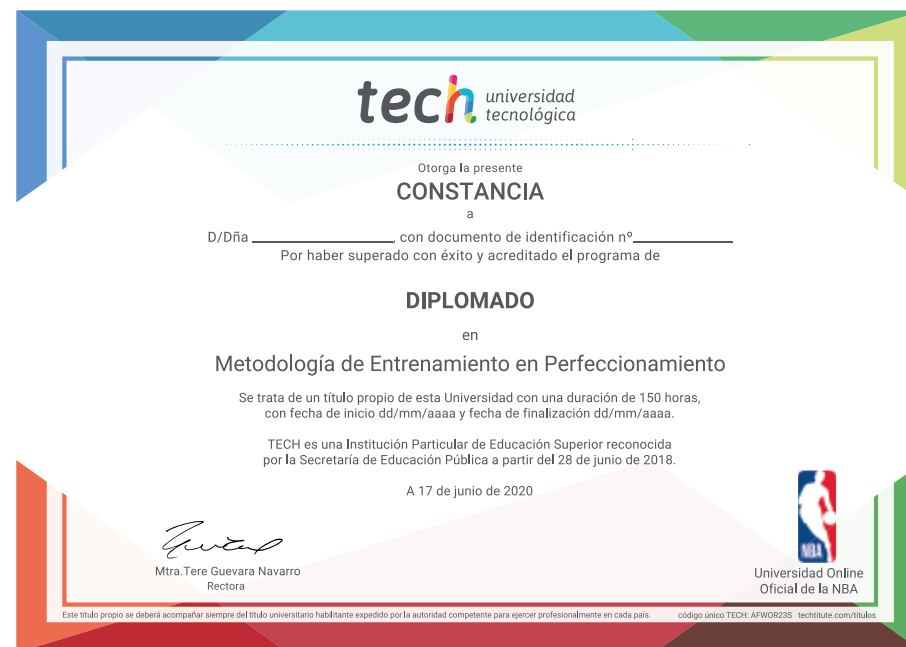 tech universidad
tecnológica
Otorga la presente
CONSTANCIA
a
D/Dña ____________________, con documento de identificación nº______________
Por haber superado con éxito y acreditado el programa de
DIPLOMADO
en
Metodología de Entrenamiento en Perfeccionamiento
Se trata de un título propio de esta Universidad con una duración de 150 horas,
con fecha de inicio dd/mm/aaaa y fecha de finalización dd/mm/aaaa.
TECH es una Institución Particular de Educación Superior reconocida
por la Secretaría de Educación Pública a partir del 28 de junio de 2018.
A 17 de junio de 2020
Mtra.Tere Guevara Navarro
Rectora
NBA
Universidad Online
Oficial de la NBA
Este título propio se deberá acompañar siempre del título universitario habilitante expedido por la autoridad competente para ejercer profesionalmente en cada país.
código único TECH: AFWOR23S techtitute.com/titulos